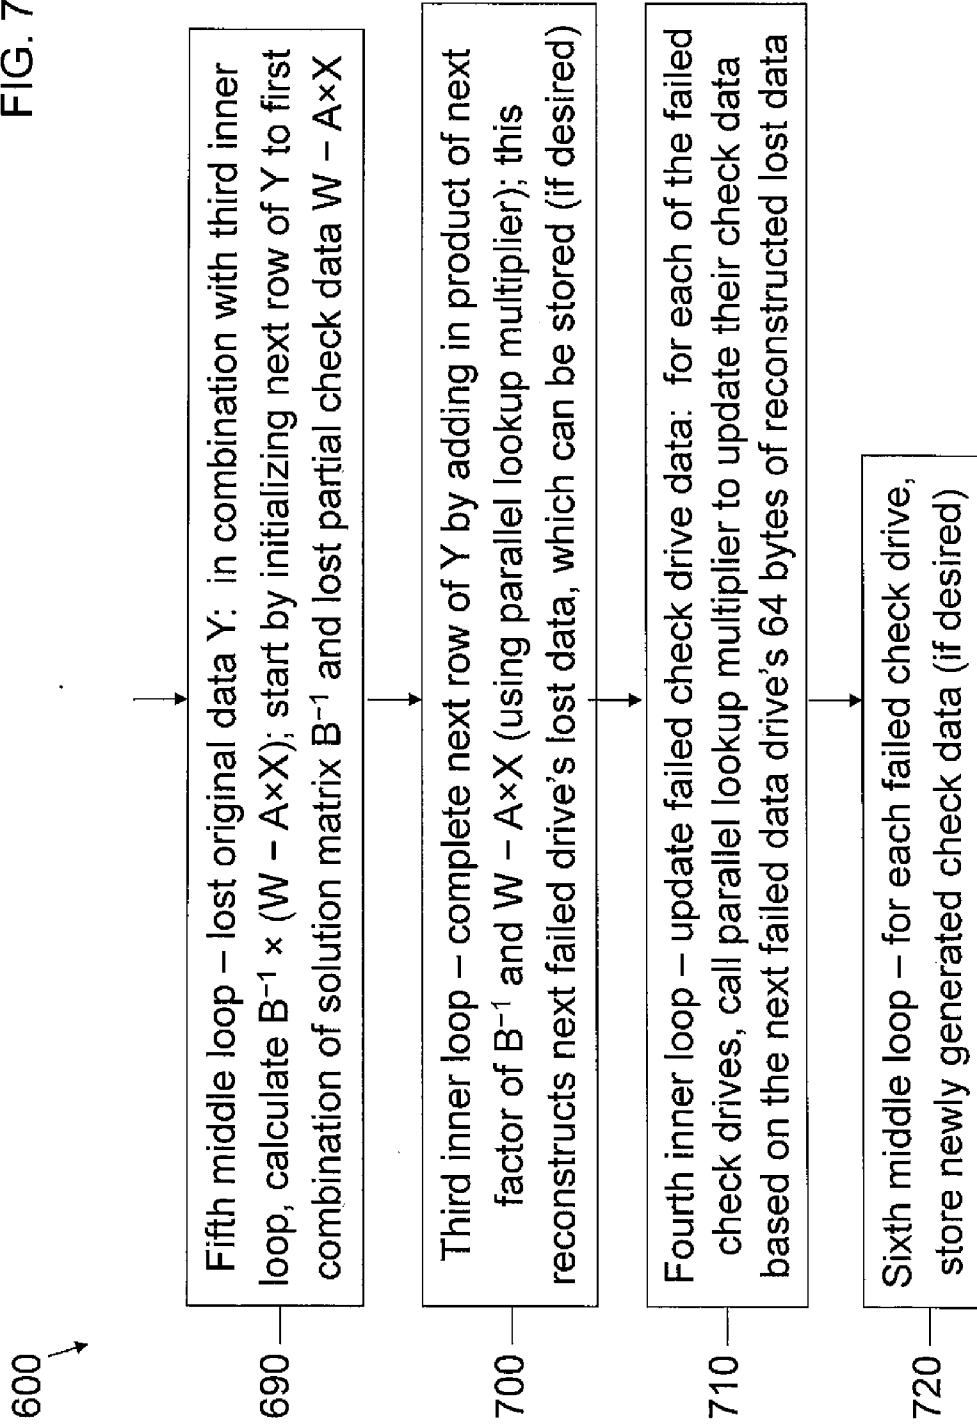 FIG. 7
600
690
Fifth middle loop – lost original data Y: in combination with third inner
loop, calculate B⁻¹ × (W – A×X); start by initializing next row of Y to first
combination of solution matrix B⁻¹ and lost partial check data W – A×X
700
Third inner loop – complete next row of Y by adding in product of next
factor of B⁻¹ and W – A×X (using parallel lookup multiplier); this
reconstructs next failed drive's lost data, which can be stored (if desired)
710
Fourth inner loop – update failed check drive data: for each of the failed
check drives, call parallel lookup multiplier to update their check data
based on the next failed data drive's 64 bytes of reconstructed lost data
720
Sixth middle loop – for each failed check drive,
store newly generated check data (if desired)